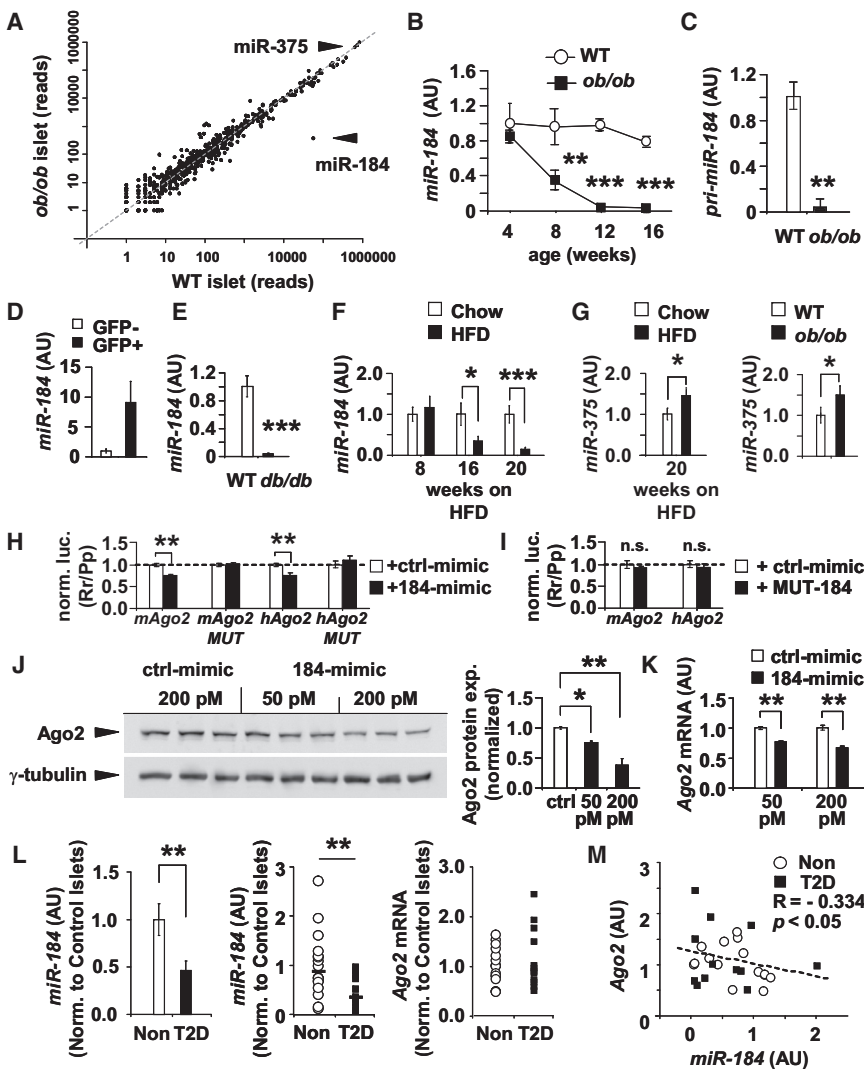 A
ob/ob islet (reads)
1000000
10000
100
10
1
miR-375
miR-184
1 10 100 10000 1000000
WT islet (reads)
B
WT
ob/ob
miR-184 (AU)
1.6
1.2
0.8
0.4
0
** *** ***
4 8 12 16
age (weeks)
C
pri-miR-184 (AU)
1.2
0.8
0.4
0
**
WT ob/ob
D
GFP-
GFP+
miR-184 (AU)
15
10
5
0
E
miR-184 (AU)
1.2
0.8
0.4
0
***
WT db/db
F
Chow
HFD
miR-184 (AU)
2.0
1.0
0.0
* ***
8 16 20
weeks on
HFD
G
Chow
HFD
miR-375 (AU)
2.0
1.0
0.0
*
20
weeks on
HFD
WT
ob/ob
miR-375 (AU)
2.0
1.0
0.0
*
H
norm. luc.
(Rr/Pp)
1.5
1.0
0.5
0.0
** **
+ctrl-mimic
+184-mimic
mAgo2 mAgo2 hAgo2 hAgo2
MUT MUT
I
norm. luc.
(Rr/Pp)
1.5
1.0
0.5
0.0
n.s. n.s.
+ ctrl-mimic
+ MUT-184
mAgo2 hAgo2
J
ctrl-mimic 184-mimic
200 pM 50 pM 200 pM
Ago2
γ-tubulin
Ago2 protein exp.
(normalized)
1.5
1.0
0.5
0.0
**
*
ctrl 50 200
pM pM
K
ctrl-mimic
184-mimic
Ago2 mRNA (AU)
1.5
1.0
0.5
0.0
** **
50 200
pM pM
L
miR-184 (AU)
(Norm. to Control Islets)
1.5
1.0
0.5
0.0
**
Non T2D
miR-184 (AU)
(Norm. to Control Islets)
3
2
1
0
**
Non T2D
Ago2 mRNA
(Norm. to Control Islets)
3.0
2.0
1.0
0.0
Non T2D
M
Non
T2D
R = - 0.334
p < 0.05
Ago2 (AU)
3
2
1
0
0 1 2
miR-184 (AU)